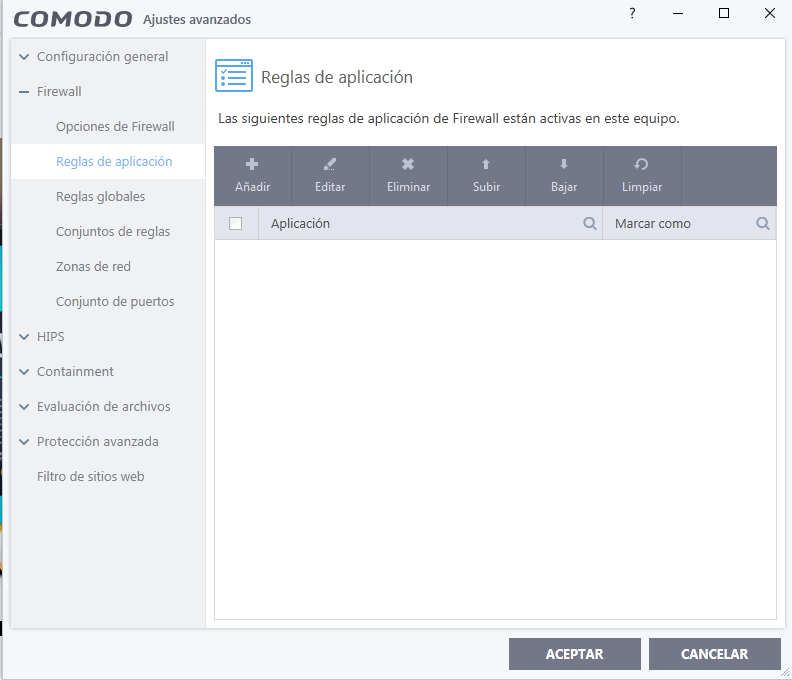 COMODO Ajustes avanzados
?
Configuración general
Firewall
Opciones de Firewall
Reglas de aplicación
Reglas globales
Conjuntos de reglas
Zonas de red
Conjunto de puertos
HIPS
Containment
Evaluación de archivos
Protección avanzada
Filtro de sitios web
Reglas de aplicación
Las siguientes reglas de aplicación de Firewall están activas en este equipo.
Añadir Editar Eliminar Subir Bajar Limpiar
Aplicación Marcar como
ACEPTAR CANCELAR